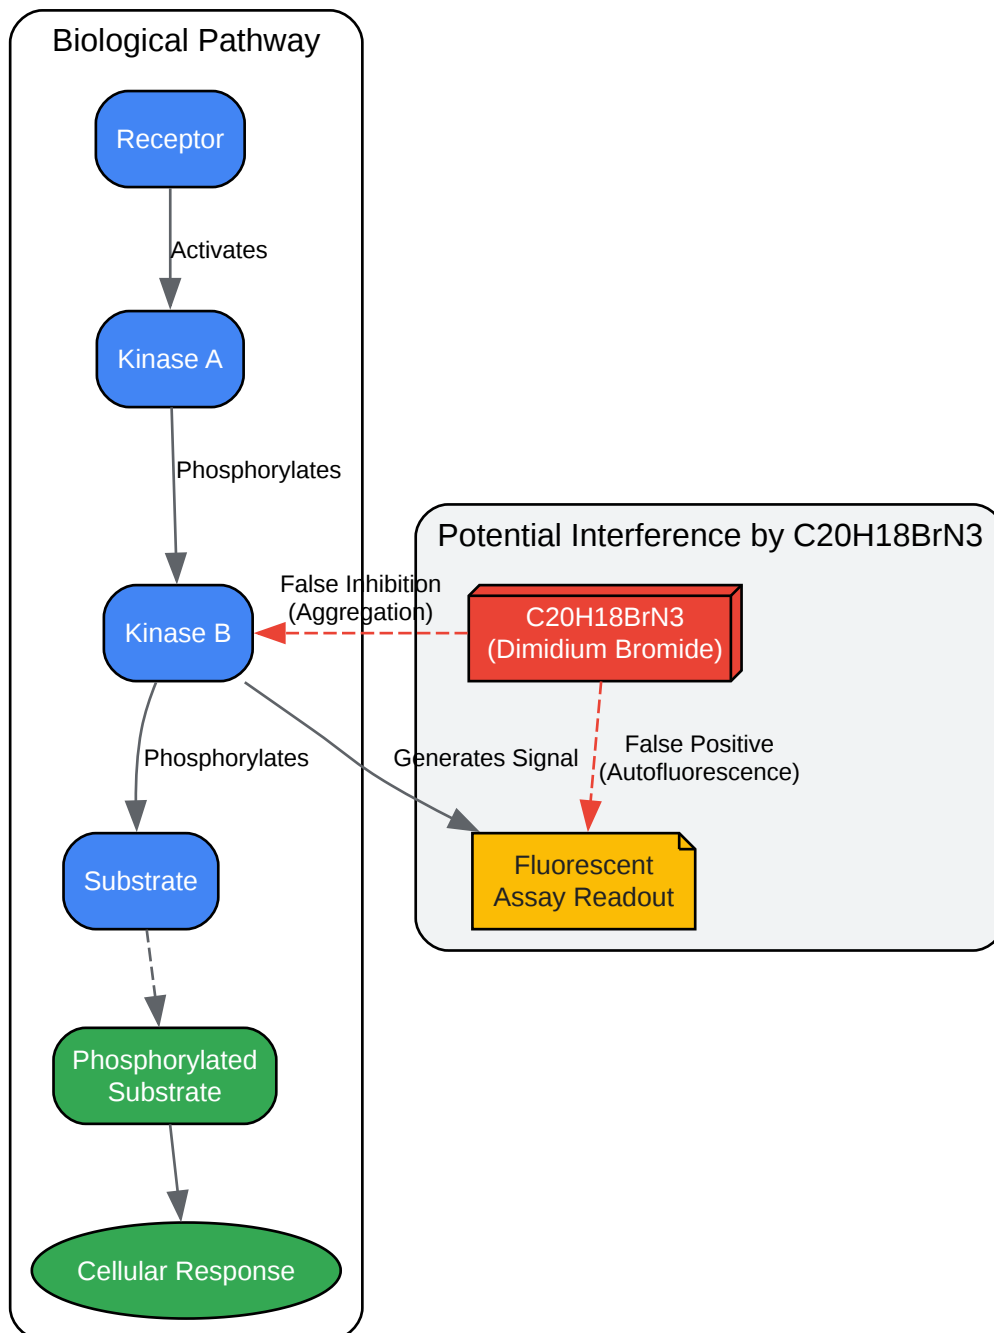 Biological Pathway
Receptor
Activates
Kinase A
Phosphorylates
Potential Interference by C20H18BrN3
False Inhibition
(Aggregation)
C20H18BrN3
(Dimidium Bromide)
Kinase B
Phosphorylates
Generates Signal
False Positive
(Autofluorescence)
Substrate
Fluorescent
Assay Readout
Phosphorylated
Substrate
Cellular Response